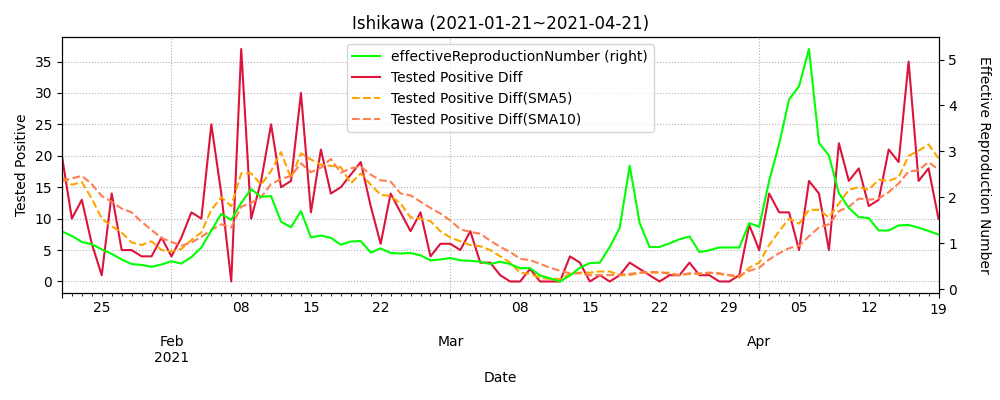 Ishikawa (2021-01-21~2021-04-21)
effectiveReproductionNumber (right)
Tested Positive Diff
Tested Positive Diff(SMA5)
Tested Positive Diff(SMA10)
Tested Positive
35
30
25
20
15
10
5
0
5
4
3
2
1
0
Effective Reproduction Number
25
08
15
22
08
15
22
29
05
12
19
Feb
2021
Mar
Apr
Date